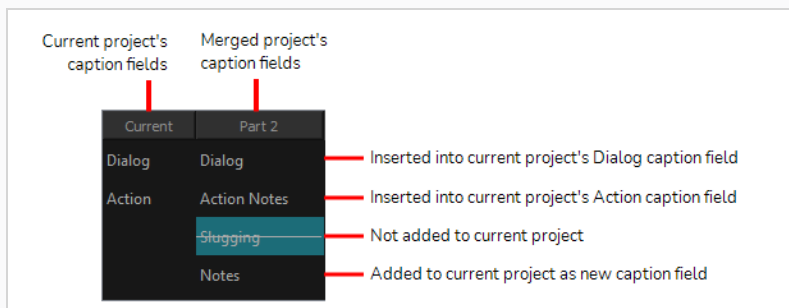 Current project's
caption fields
Merged project's
caption fields
Current Part 2
Dialog Dialog Inserted into current project's Dialog caption field
Action Action Notes Inserted into current project's Action caption field
Slugging Not added to current project
Notes Added to current project as new caption field